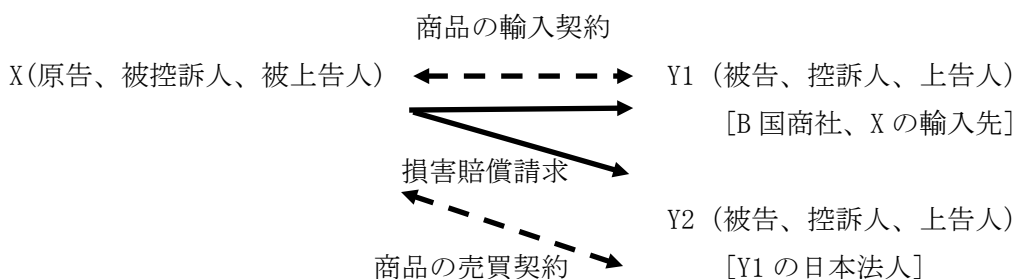 商品の輸入契約
X(原告、被控訴人、被上告人)
Y1 (被告、控訴人、上告人)
[B国商社、Xの輸入先]
損害賠償請求
Y2 (被告、控訴人、上告人)
商品の売買契約
[Y1の日本法人]